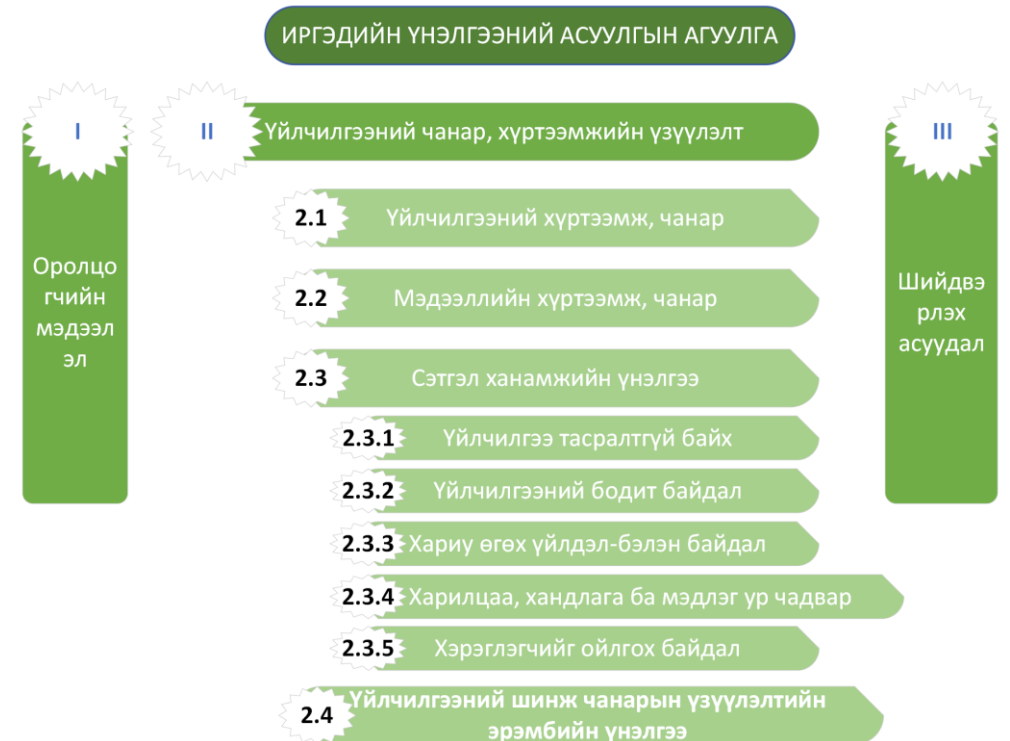 ИРГЭДИЙН ҮНЭЛГЭЭНИЙ АСУУЛГЫН АГУУЛГА
I
Оролцо
гчийн
мэдээл
эл
II
Үйлчилгээний чанар, хүртээмжийн үзүүлэлт
2.1
Үйлчилгээний хүртээмж, чанар
2.2
Мэдээллийн хүртээмж, чанар
2.3
Сэтгэл ханамжийн үнэлгээ
2.3.1
Үйлчилгээ тасралтгүй байх
2.3.2
Үйлчилгээний бодит байдал
2.3.3
Хариу өгөх үйлдэл-бэлэн байдал
2.3.4
Харилцаа, хандлага ба мэдлэг ур чадвар
2.3.5
Хэрэглэгчийг ойлгох байдал
2.4
Үйлчилгээний шинж чанарын үзүүлэлтийн
эрэмбийн үнэлгээ
III
Шийдвэ
рлэх
асуудал